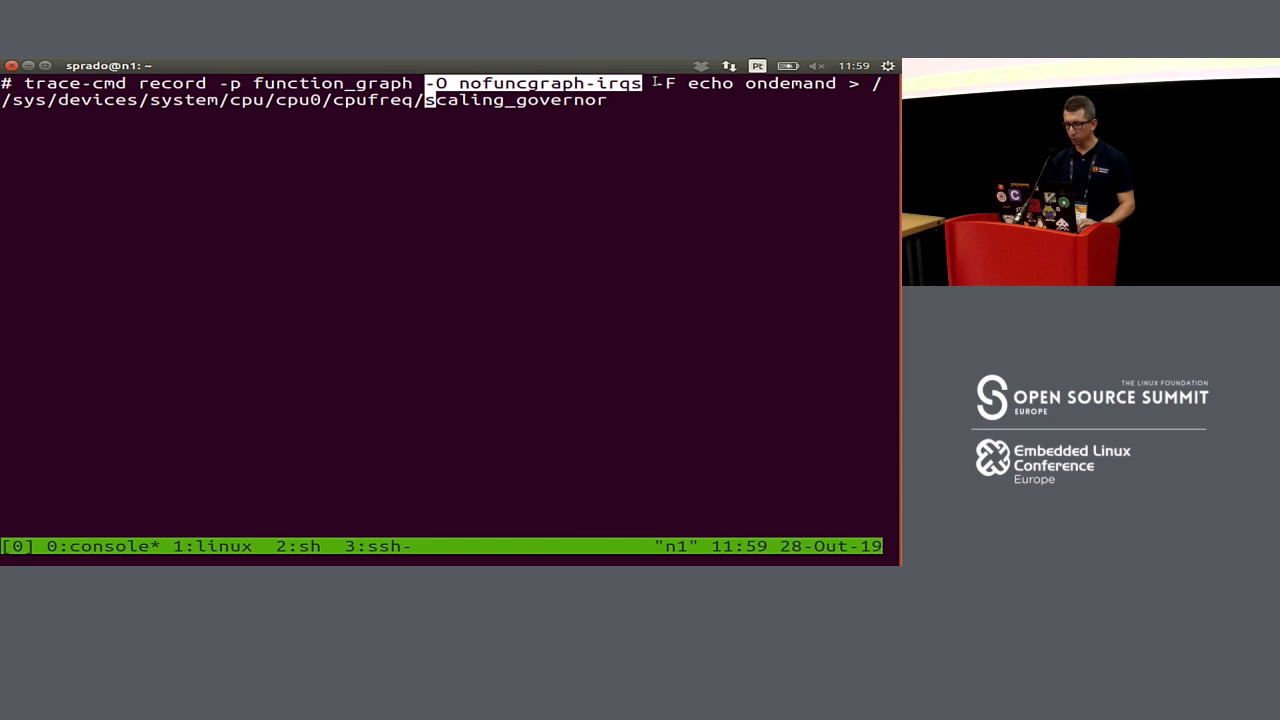 sprado@n1: ~
Pt
11:59
# trace-cmd record -p function_graph -O nofuncgraph-irqs -F echo ondemand > /
/sys/devices/system/cpu/cpu0/cpufreq/scaling_governor
[0] 0:console* 1:linux 2:sh 3:ssh- "n1" 11:59 28-Out-19
THE LINUX FOUNDATION
OPEN SOURCE SUMMIT
EUROPE
Embedded Linux
Conference
Europe